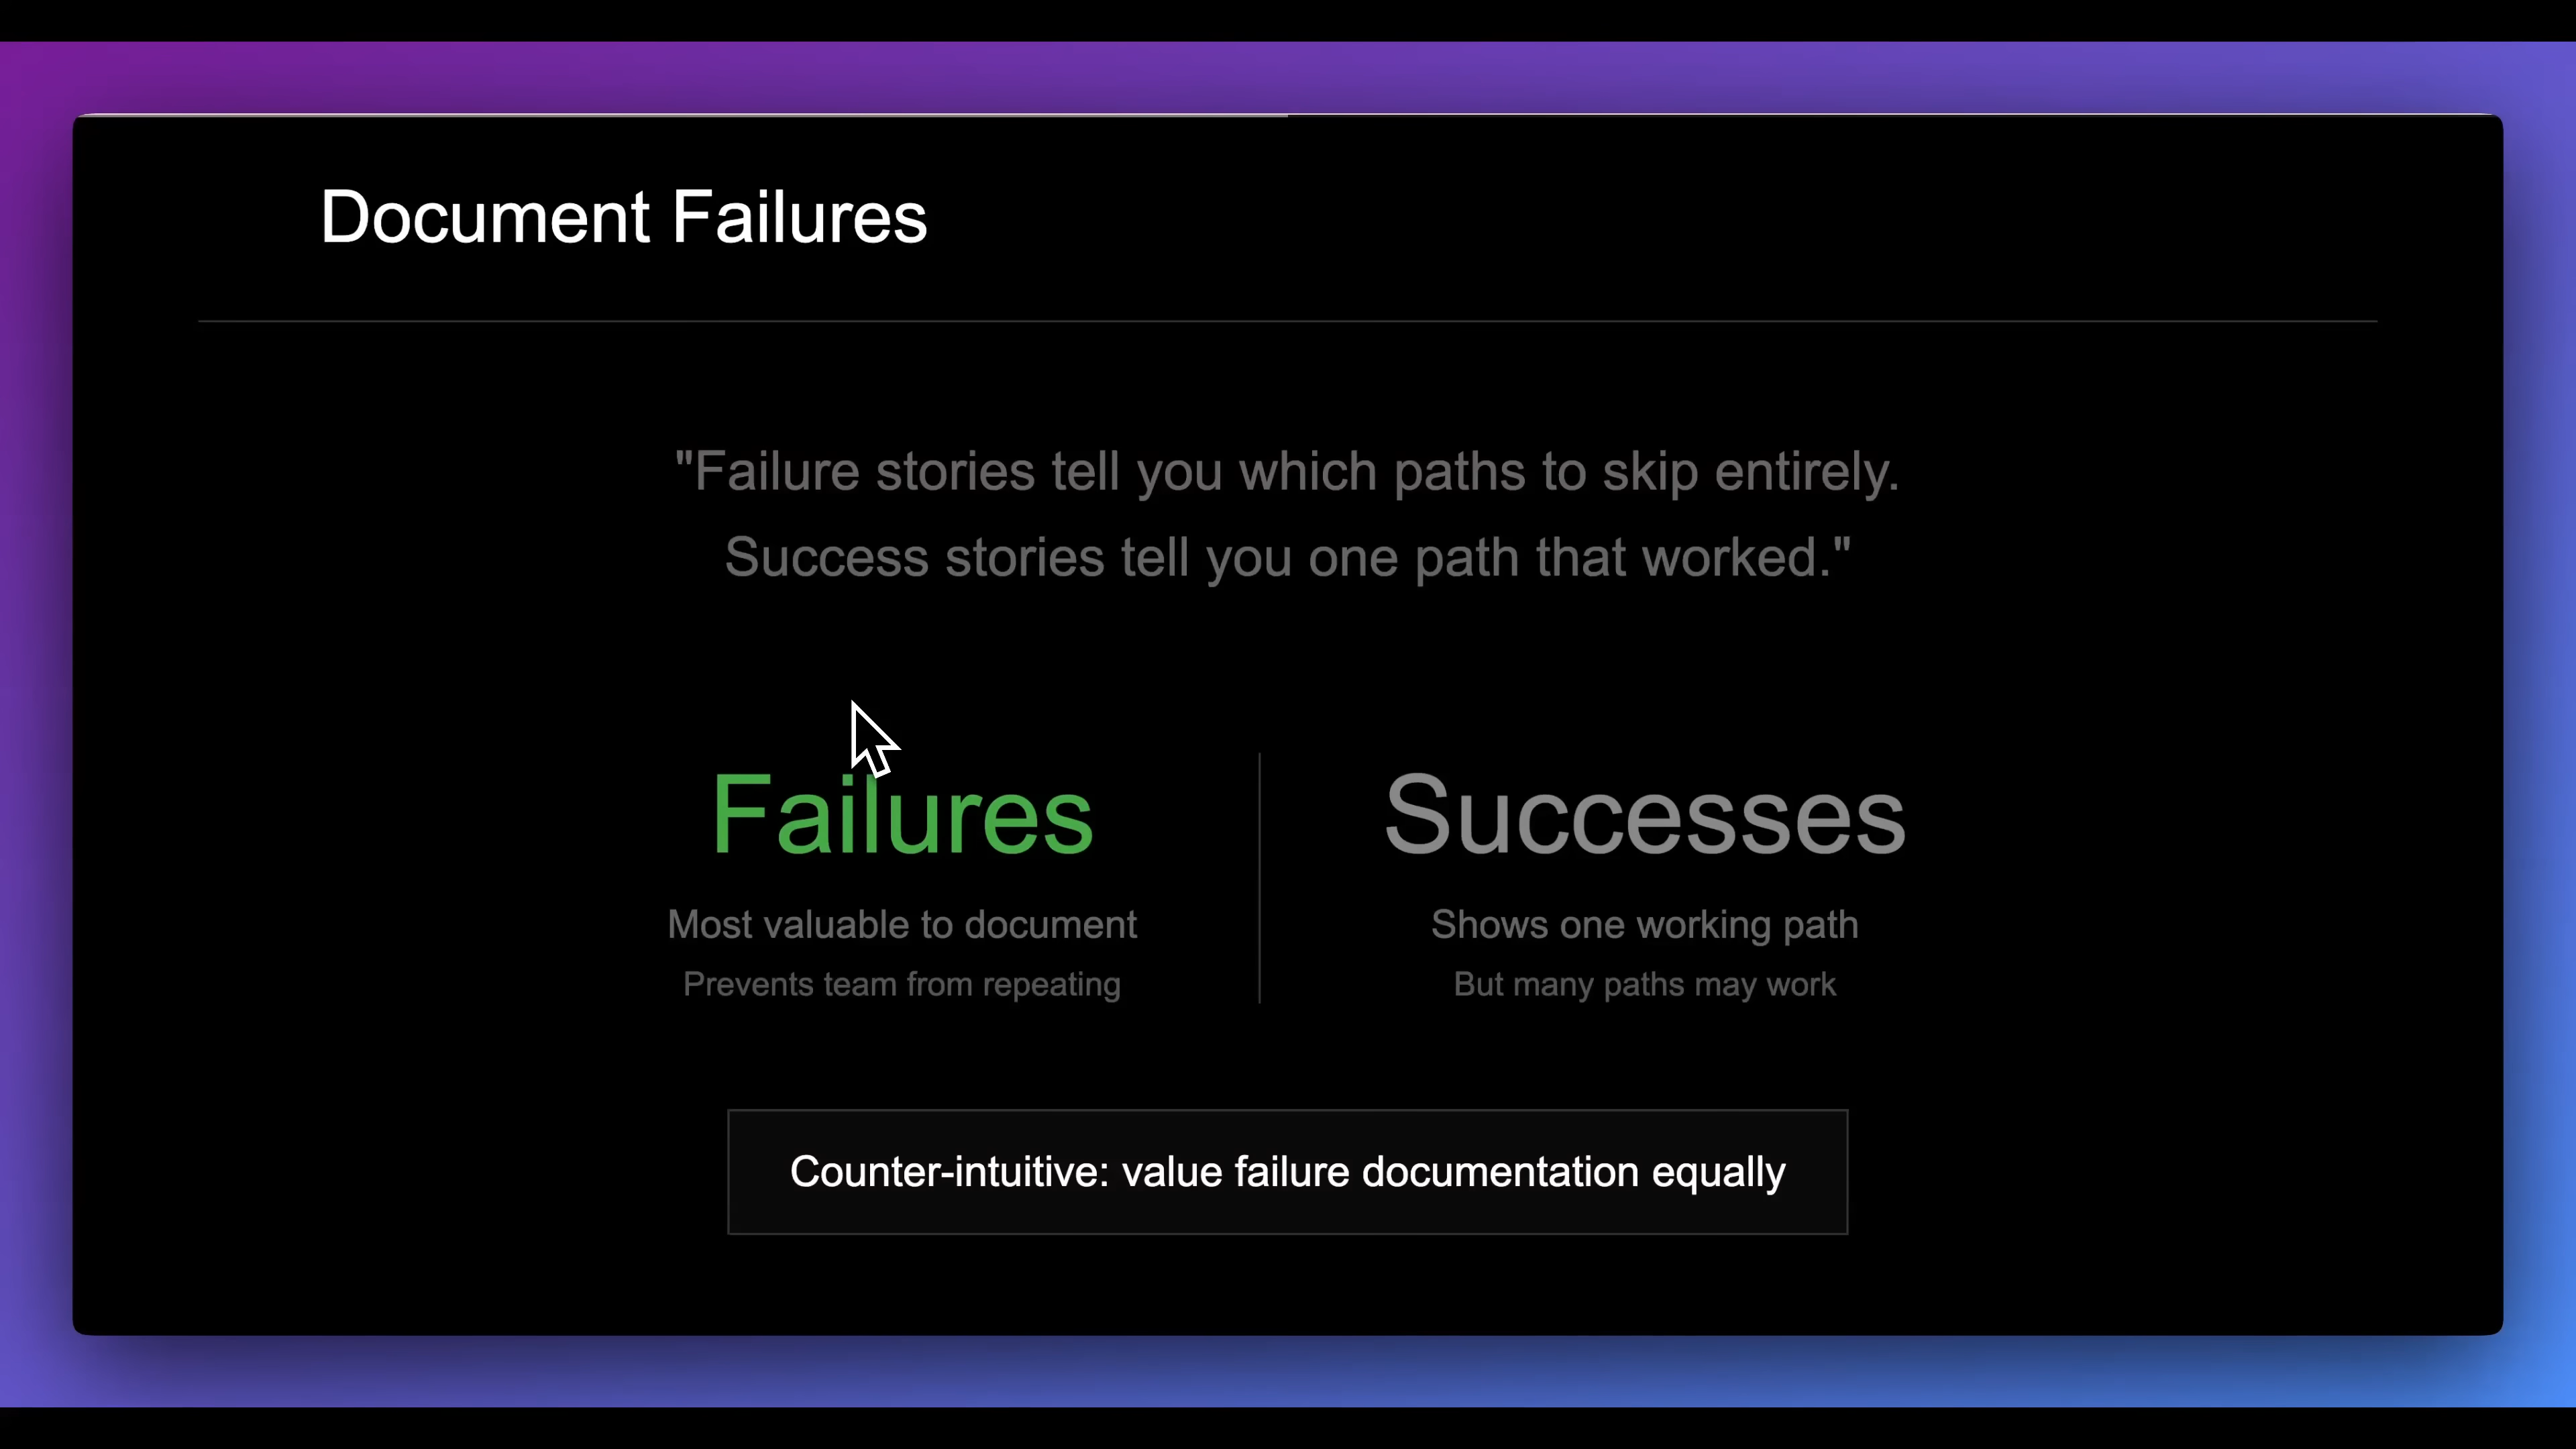 Document Failures
"Failure stories tell you which paths to skip entirely.
Success stories tell you one path that worked."
Failures
Most valuable to document
Prevents team from repeating
Successes
Shows one working path
But many paths may work
Counter-intuitive: value failure documentation equally